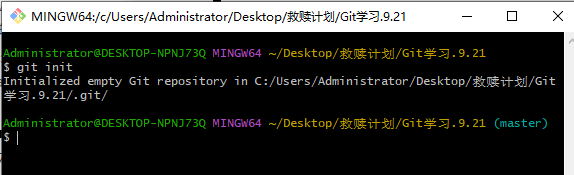 MINGW64:/c/Users/Administrator/Desktop/救赎计划/Git学习.9.21
Administrator@DESKTOP-NPNJ73Q MINGW64 ~/Desktop/救赎计划/Git学习.9.21
$ git init
Initialized empty Git repository in C:/Users/Administrator/Desktop/救赎计划/Git
学习.9.21/.git/
Administrator@DESKTOP-NPNJ73Q MINGW64 ~/Desktop/救赎计划/Git学习.9.21 (master)
$